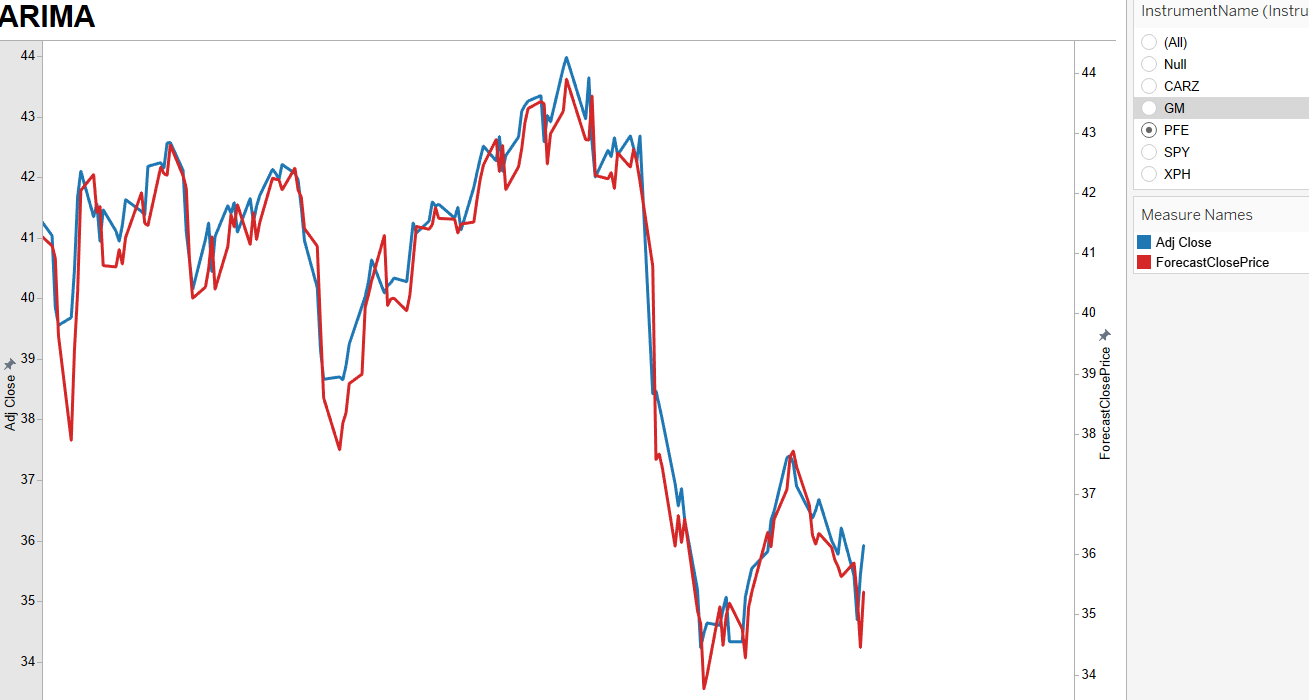 ARIMA
44
43
42
41
40
39
38
37
36
35
34
Adj Close
44
43
42
41
40
39
38
37
36
35
34
ForecastClosePrice
InstrumentName (Instru
(All)
Null
CARZ
GM
PFE
SPY
XPH
Measure Names
Adj Close
ForecastClosePrice